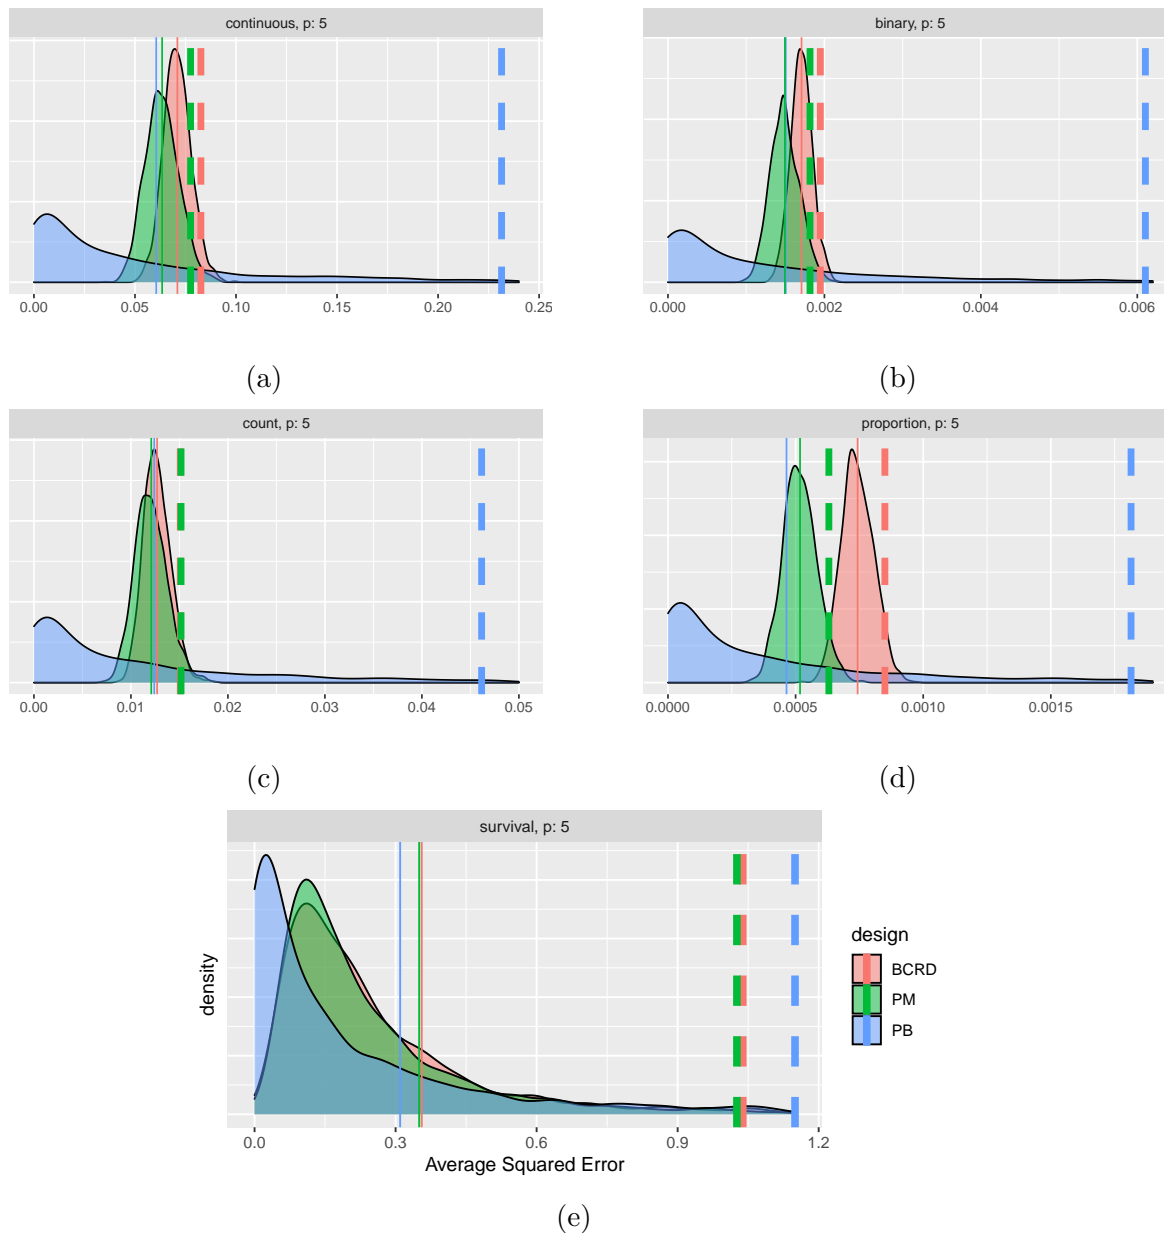 continuous, p: 5
0.00 0.05 0.10 0.15 0.20 0.25
(a)
binary, p: 5
0.000 0.002 0.004 0.006
(b)
count, p: 5
0.00 0.01 0.02 0.03 0.04 0.05
(c)
proportion, p: 5
0.0000 0.0005 0.0010 0.0015
(d)
survival, p: 5
density
0.0 0.3 0.6 0.9 1.2
Average Squared Error
design
BCRD
PM
PB
(e)